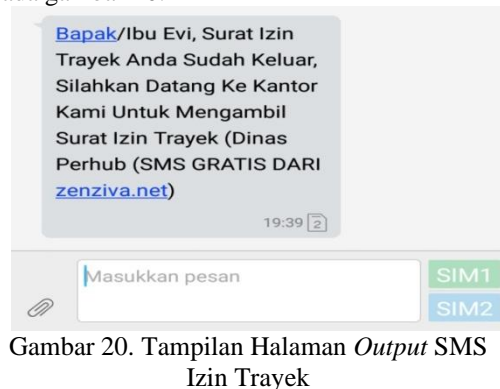 Bapak/Ibu Evi, Surat Izin
Trayek Anda Sudah Keluar,
Silahkan Datang Ke Kantor
Kami Untuk Mengambil
Surat Izin Trayek (Dinas
Perhub (SMS GRATIS DARI
zenziva.net)
19:39 2
Masukkan pesan
SIM1
SIM2
Gambar 20. Tampilan Halaman Output SMS
Izin Trayek